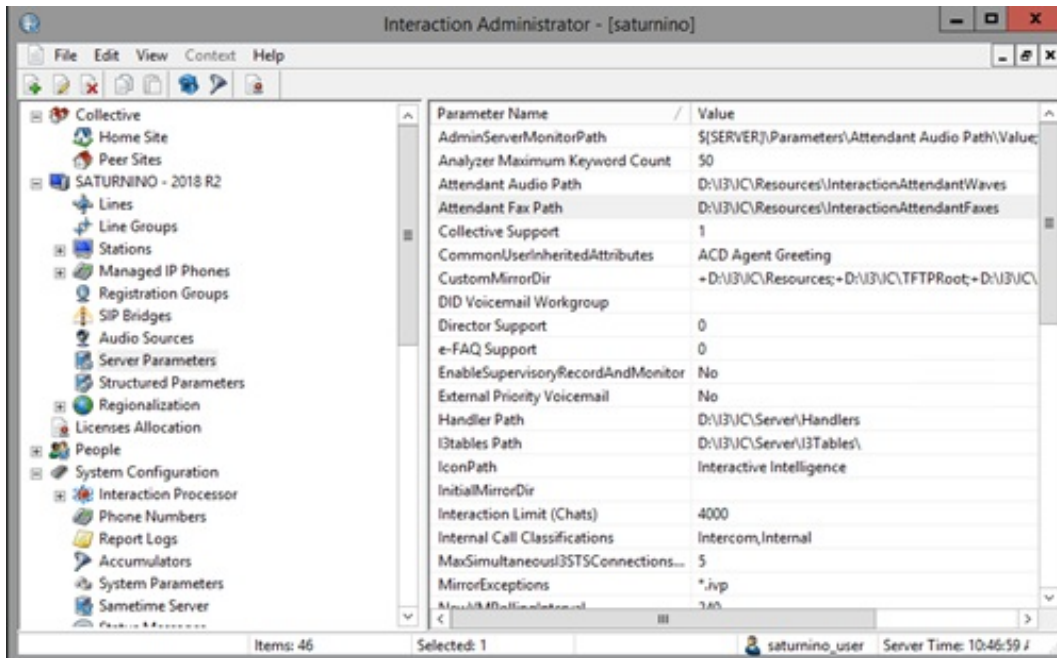 Interaction Administrator - [saturnino]
File Edit View Context Help
Collective
Home Site
Peer Sites
SATURNINO - 2018 R2
Lines
Line Groups
Stations
Managed IP Phones
Registration Groups
SIP Bridges
Audio Sources
Server Parameters
Structured Parameters
Regionalization
Licenses Allocation
People
System Configuration
Interaction Processor
Phone Numbers
Report Logs
Accumulators
System Parameters
Sametime Server
Parameter Name / Value
AdminServerMonitorPath $[SERVER]\Parameters\Attendant Audio Path\Value;
Analyzer Maximum Keyword Count 50
Attendant Audio Path D:\I3\IC\Resources\InteractionAttendantWaves
Attendant Fax Path D:\I3\IC\Resources\InteractionAttendantFaxes
Collective Support 1
CommonUserInheritedAttributes ACD Agent Greeting
CustomMirrorDir +D:\I3\IC\Resources;+D:\I3\IC\TFTPRoot;+D:\I3\IC\
DID Voicemail Workgroup
Director Support 0
e-FAQ Support 0
EnableSupervisoryRecordAndMonitor No
External Priority Voicemail No
Handler Path D:\I3\IC\Server\Handlers
I3tables Path D:\I3\IC\Server\I3Tables\
IconPath Interactive Intelligence
InitialMirrorDir
Interaction Limit (Chats) 4000
Internal Call Classifications Intercom,Internal
MaxSimultaneousI3STSConnections... 5
MirrorExceptions *.ivp
Items: 46 Selected: 1 saturnino_user Server Time: 10:46:59